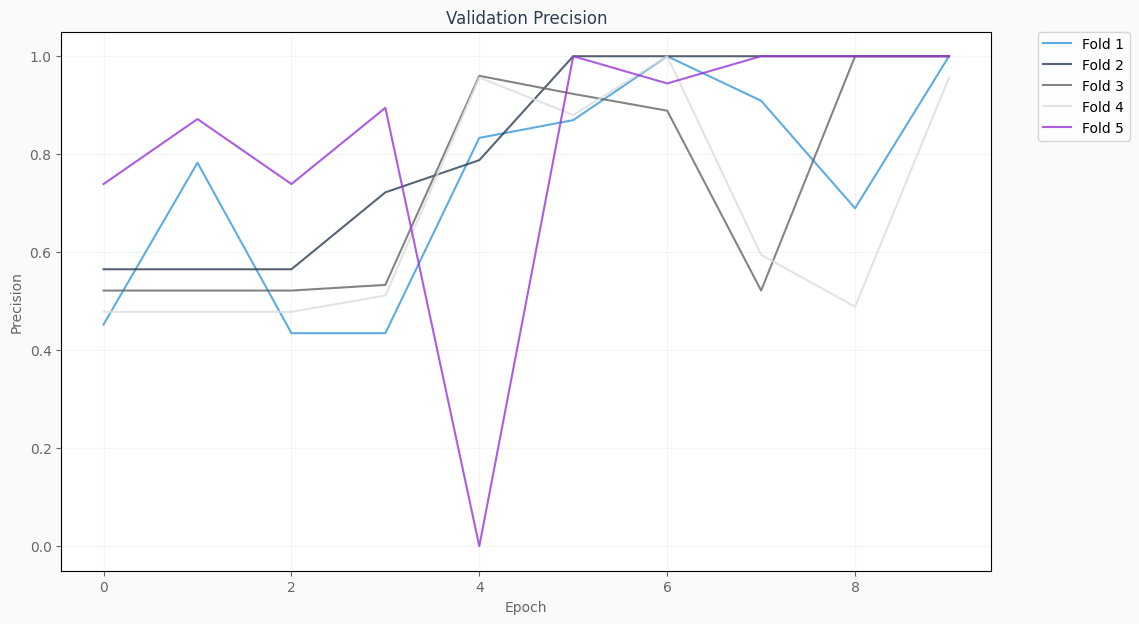 Validation Precision
1.0
0.8
0.6
0.4
0.2
0.0
Precision
0
2
4
6
8
Epoch
Fold 1
Fold 2
Fold 3
Fold 4
Fold 5